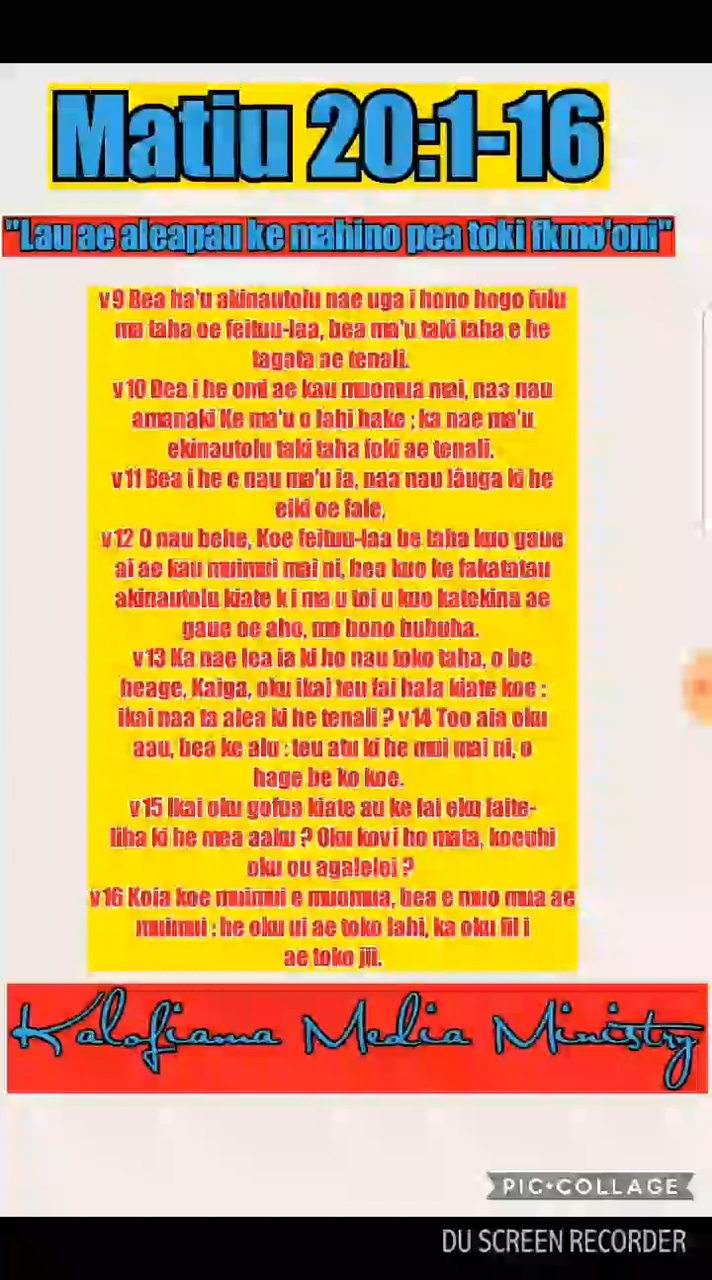 Matiu 20:1-16
"Lau ae aleapau ke mahino pea toki fkmo'oni"
v9 Bea ha'u akinautolu nae uga i hono hogo fulu
ma taha oe feituu-laa, bea ma'u taki taha e he
tagata ae tenali.
v10 Bea i he omi ae kau muomua mai, naa nau
amanaki Ke ma'u o lahi hake ; ka nae ma'u
ekinautolu taki taha foki ae tenali.
v11 Bea i he e nau ma'u ia, naa nau lâuga ki he
eiki oe fale,
v12 O nau behe, Koe feituu-laa be taha kuo gaue
ai ae kau muimui mai ni, bea kuo ke fakatatau
akinautolu kiate k i ma u toi u kuo katekina ae
gaue oe aho, mo hono bubuha.
v13 Ka nae lea ia ki ho nau toko taha, o be
heage, Kaiga, oku ikai teu fai hala kiate koe :
ikai naa ta alea ki he tenali ? v14 Too aia oku
aau, bea ke alu : teu atu ki he mui mai ni, o
hage be ko koe.
v15 Ikai oku gofua kiate au ke fai eku faite-
liha ki he mea aaku ? Oku kovi ho mata, koeuhi
oku ou agalelei ?
v16 Koia koe muimui e muomua, bea e muo mua ae
muimui : he oku ui ae toko lahi, ka oku fil i
ae toko jii.
Kalofiama Media Ministry
PIC•COLLAGE
DU SCREEN RECORDER